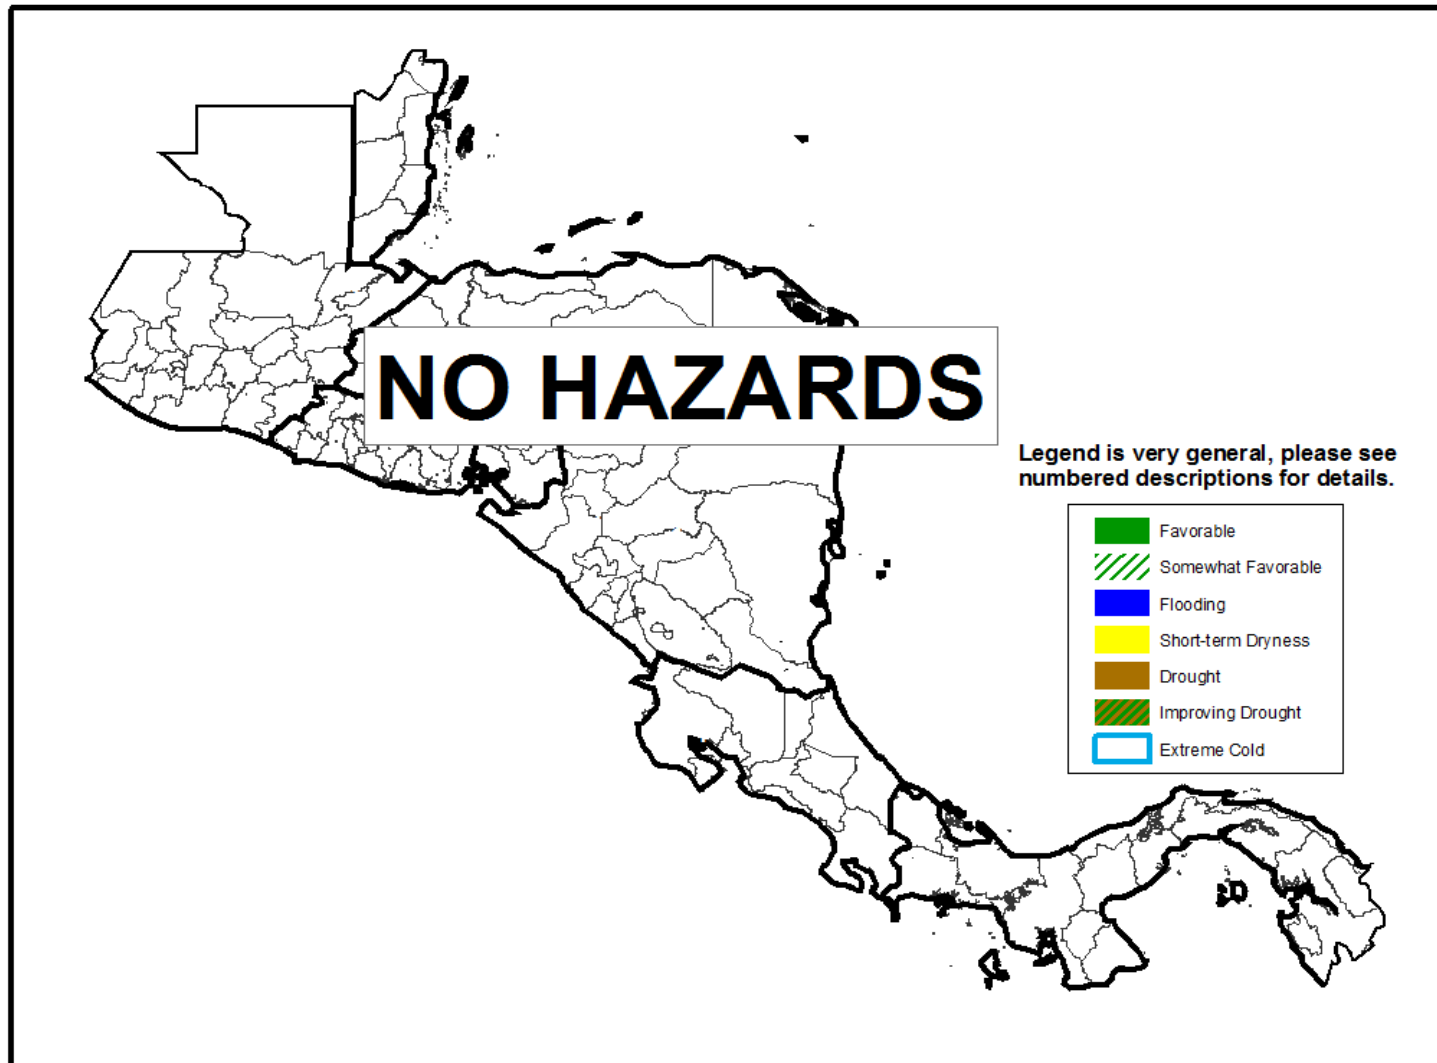 NO HAZARDS
Legend is very general, please see
numbered descriptions for details.
Favorable
Somewhat Favorable
Flooding
Short-term Dryness
Drought
Improving Drought
Extreme Cold